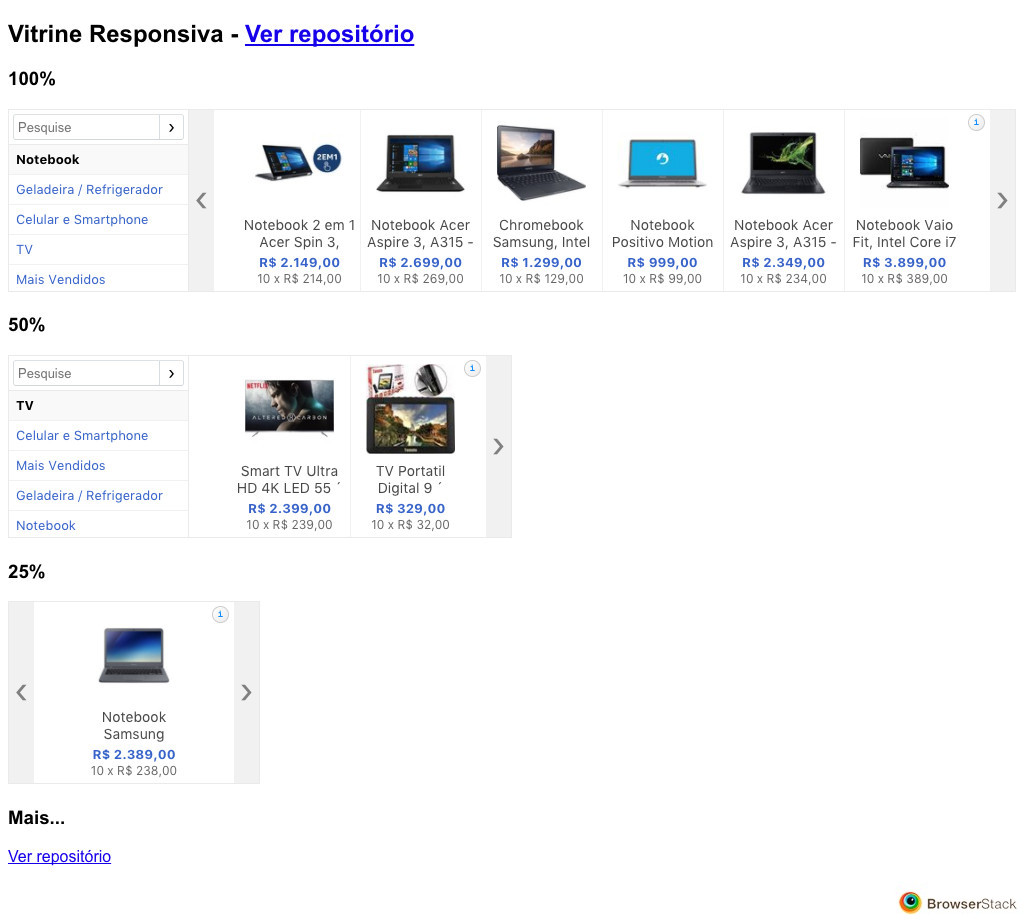 Vitrine Responsiva - Ver repositório
100%
Pesquise
Notebook
Geladeira / Refrigerador
Celular e Smartphone
TV
Mais Vendidos
2EM1
Notebook 2 em 1
Acer Spin 3,
R$ 2.149,00
10 x R$ 214,00
Notebook Acer
Aspire 3, A315 -
R$ 2.699,00
10 x R$ 269,00
Chromebook
Samsung, Intel
R$ 1.299,00
10 x R$ 129,00
Notebook
Positivo Motion
R$ 999,00
10 x R$ 99,00
Notebook Acer
Aspire 3, A315 -
R$ 2.349,00
10 x R$ 234,00
Notebook Vaio
Fit, Intel Core i7
R$ 3.899,00
10 x R$ 389,00
50%
Pesquise
TV
Celular e Smartphone
Mais Vendidos
Geladeira / Refrigerador
Notebook
NETFLIX
ALTERED CARBON
Smart TV Ultra
HD 4K LED 55 ´
R$ 2.399,00
10 x R$ 239,00
TV Portatil
Digital 9 ´
R$ 329,00
10 x R$ 32,00
25%
Notebook
Samsung
R$ 2.389,00
10 x R$ 238,00
Mais...
Ver repositório
BrowserStack